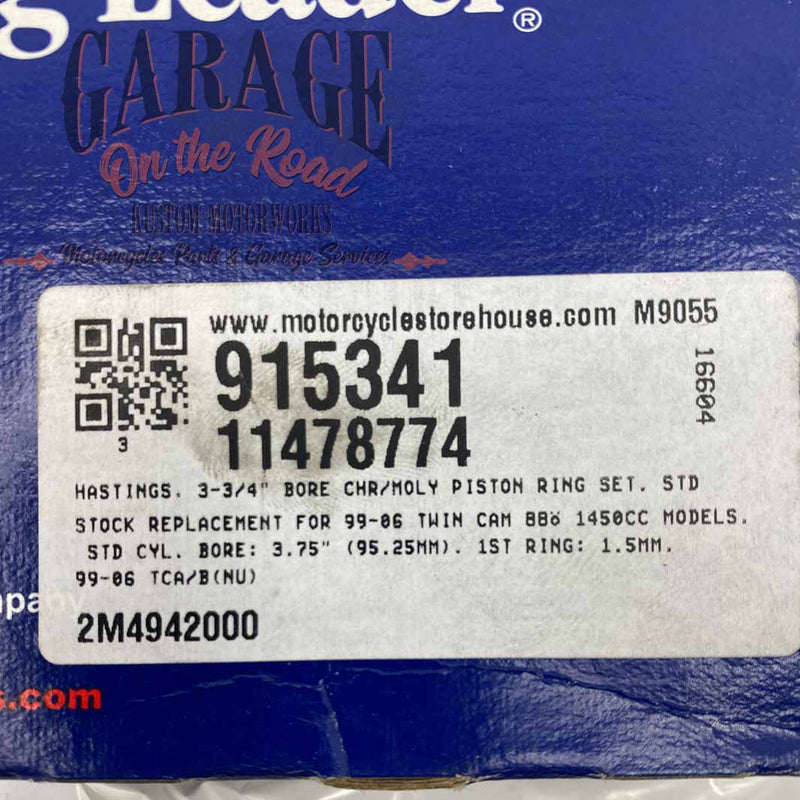 g Leader®
GARAGE
On the Road
KUSTOM MOTORWORKS
Motorcycles Parts & Garage Services
www.motorcyclestorehouse.com M9055
915341
16604
11478774
3
HASTINGS. 3-3/4" BORE CHR/MOLY PISTON RING SET. STD
STOCK REPLACEMENT FOR 99-06 TWIN CAM 88ö 1450CC MODELS.
STD CYL. BORE: 3.75" (95.25MM). 1ST RING: 1.5MM.
99-06 TCA/B(NU)
mpany
2M4942000
s.com